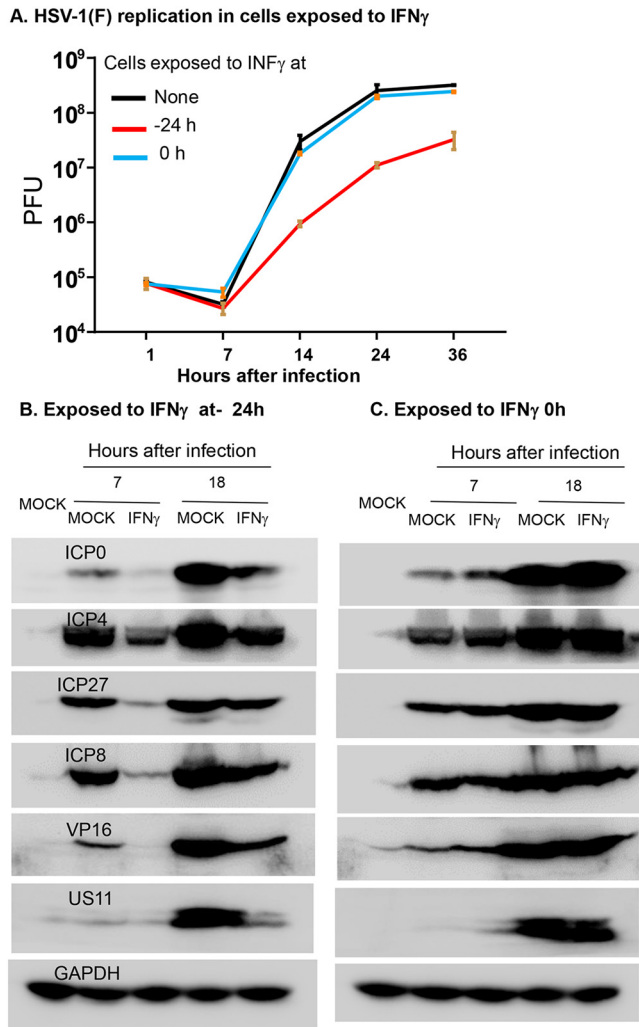 A. HSV-1(F) replication in cells exposed to IFNγ
Cells exposed to INFγ at
None
-24 h
0 h
PFU
10⁹
10⁸
10⁷
10⁶
10⁵
10⁴
1 7 14 24 36
Hours after infection
B. Exposed to IFNγ at- 24h
Hours after infection
7 18
MOCK
MOCK IFNγ MOCK IFNγ
ICP0
ICP4
ICP27
ICP8
VP16
US11
GAPDH
C. Exposed to IFNγ 0h
Hours after infection
7 18
MOCK
MOCK IFNγ MOCK IFNγ